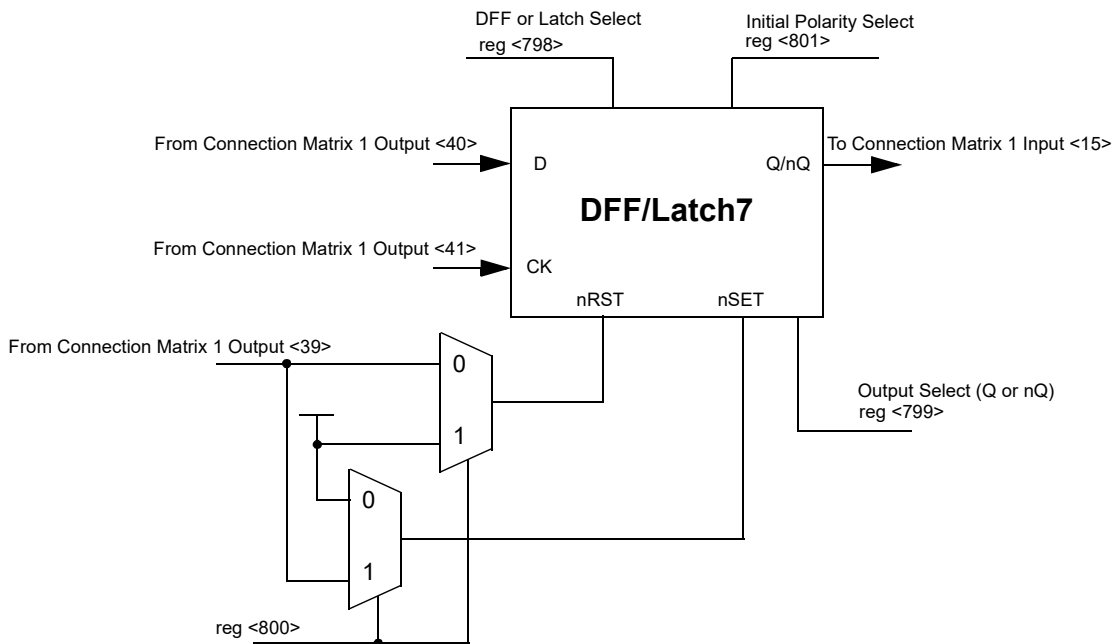 DFF or Latch Select
reg <798>
Initial Polarity Select
reg <801>
From Connection Matrix 1 Output <40>
To Connection Matrix 1 Input <15>
D
Q/nQ
DFF/Latch7
From Connection Matrix 1 Output <41>
CK
nRST
nSET
From Connection Matrix 1 Output <39>
0
1
Output Select (Q or nQ)
reg <799>
0
1
reg <800>